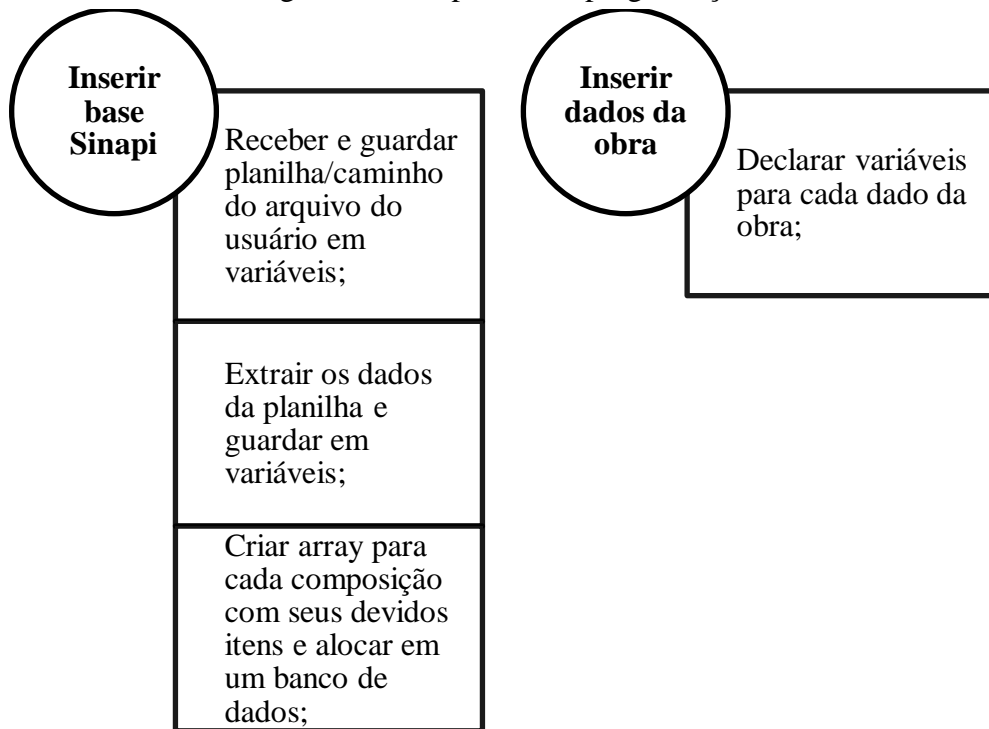 Inserir
base
Sinapi
Receber e guardar
planilha/caminho
do arquivo do
usuário em
variáveis;
Extrair os dados
da planilha e
guardar em
variáveis;
Criar array para
cada composição
com seus devidos
itens e alocar em
um banco de
dados;
Inserir
dados da
obra
Declarar variáveis
para cada dado da
obra;